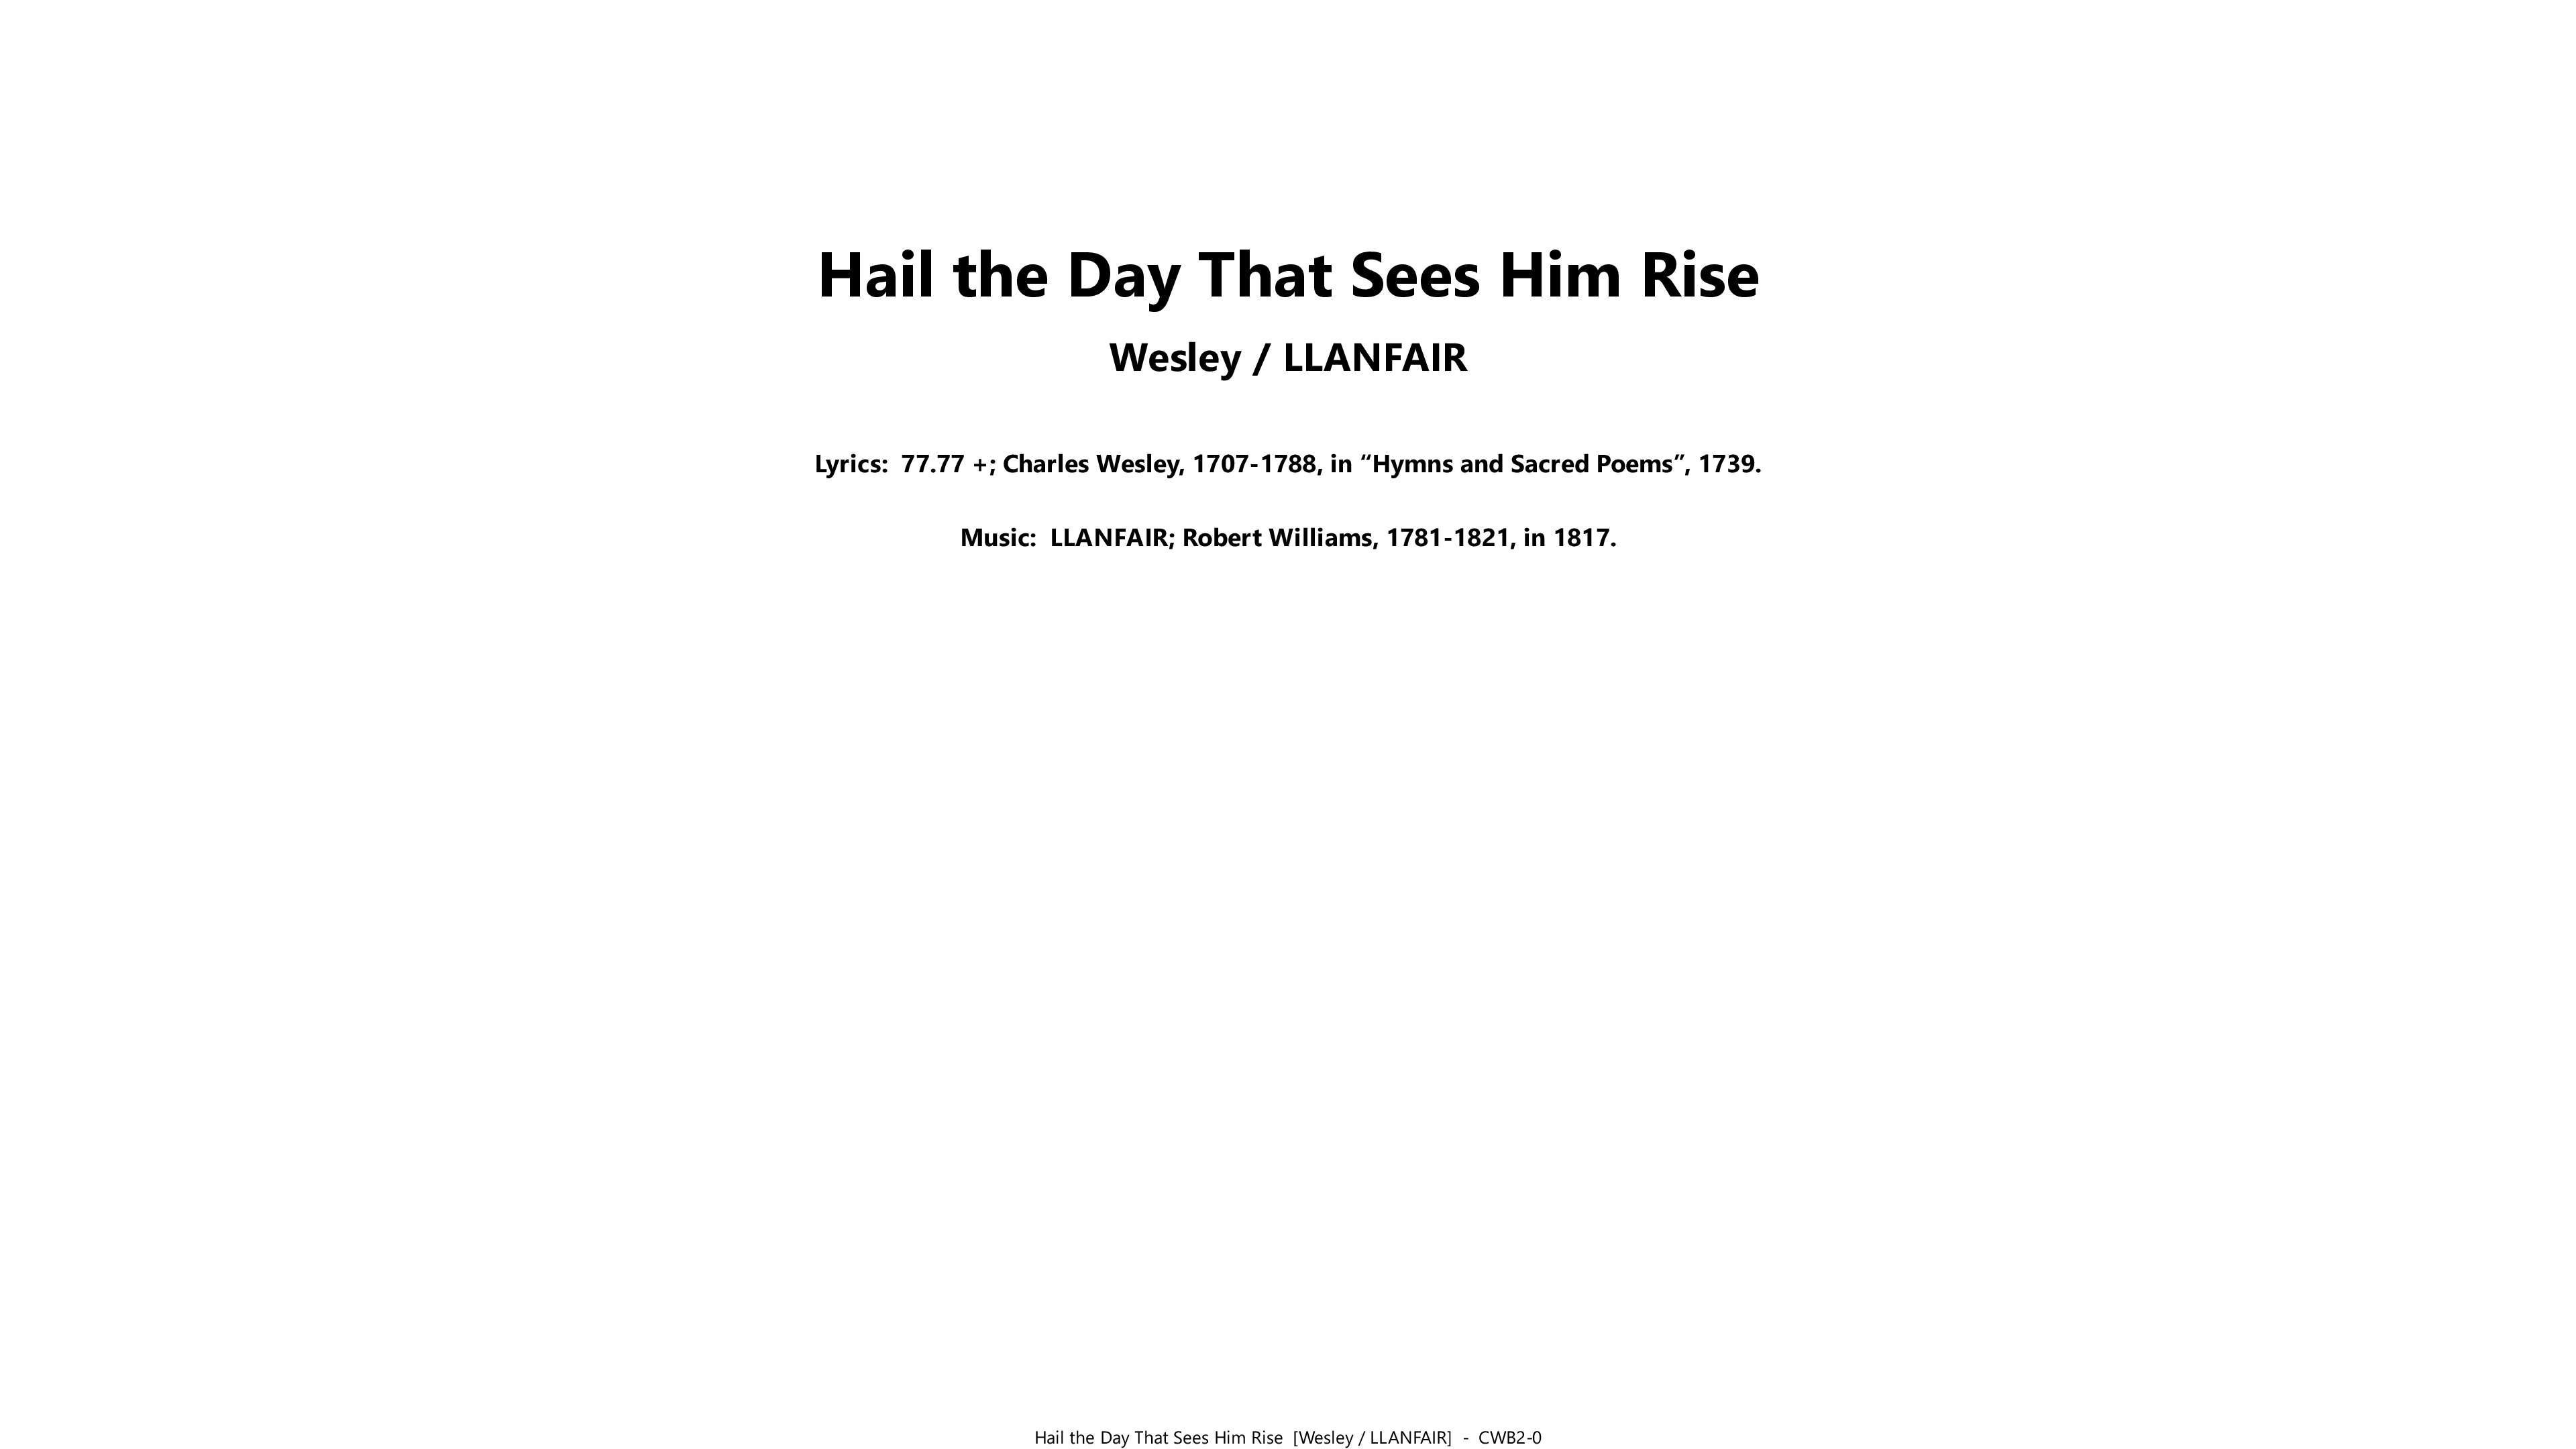 Hail the Day That Sees Him Rise
Wesley / LLANFAIR
Lyrics:  77.77 +; Charles Wesley, 1707-1788, in “Hymns and Sacred Poems”, 1739.
Music:  LLANFAIR; Robert Williams, 1781-1821, in 1817.
Hail the Day That Sees Him Rise  [Wesley / LLANFAIR]  -  CWB2-0